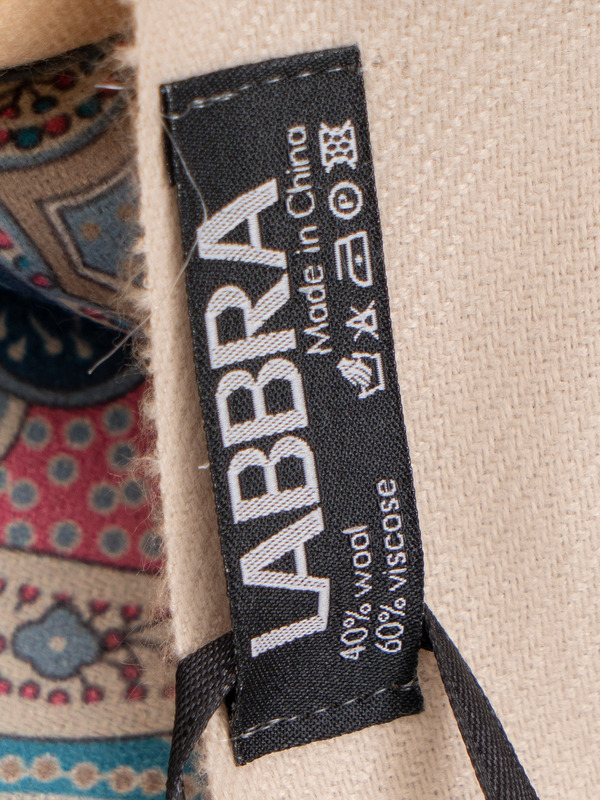 LABBRA
Made in China
40% wool
60% viscose
P